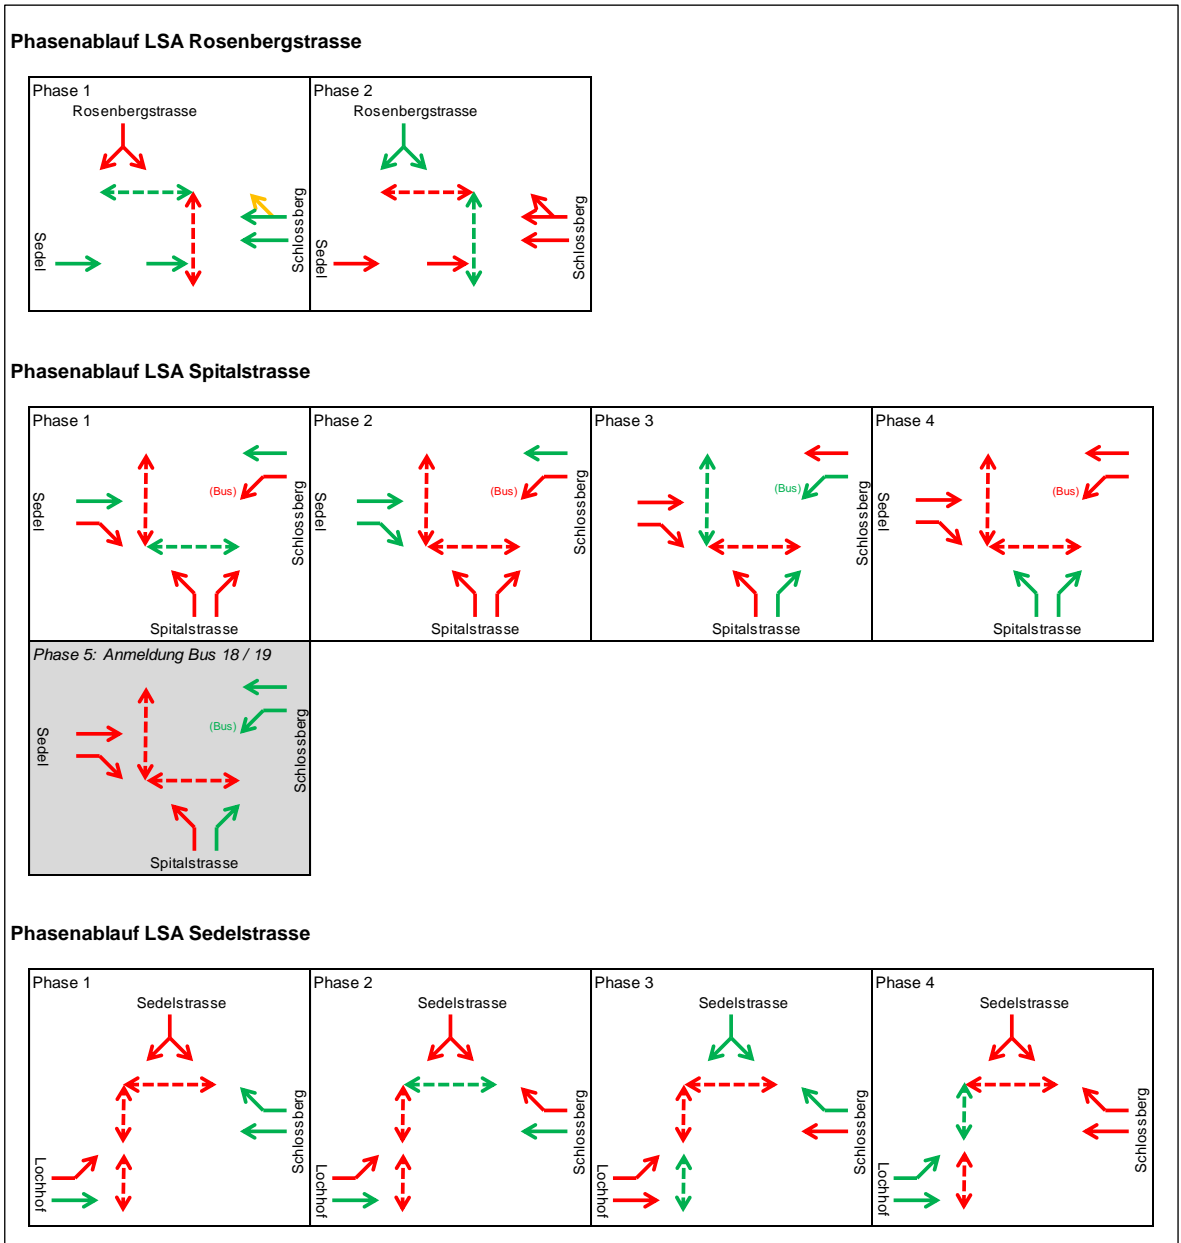 Phasenablauf LSA Rosenbergstrasse
Phase 1
Rosenbergstrasse
Sedel
Schlossberg
Phase 2
Rosenbergstrasse
Sedel
Schlossberg
Phasenablauf LSA Spitalstrasse
Phase 1
Sedel
(Bus)
Schlossberg
Spitalstrasse
Phase 2
Sedel
(Bus)
Schlossberg
Spitalstrasse
Phase 3
(Bus)
Schlossberg
Spitalstrasse
Phase 4
Sedel
(Bus)
Schlossberg
Spitalstrasse
Phase 5: Anmeldung Bus 18 / 19
Sedel
(Bus)
Schlossberg
Spitalstrasse
Phasenablauf LSA Sedelstrasse
Phase 1
Sedelstrasse
Schlossberg
Lochhof
Phase 2
Sedelstrasse
Schlossberg
Lochhof
Phase 3
Sedelstrasse
Schlossberg
Lochhof
Phase 4
Sedelstrasse
Schlossberg
Lochhof